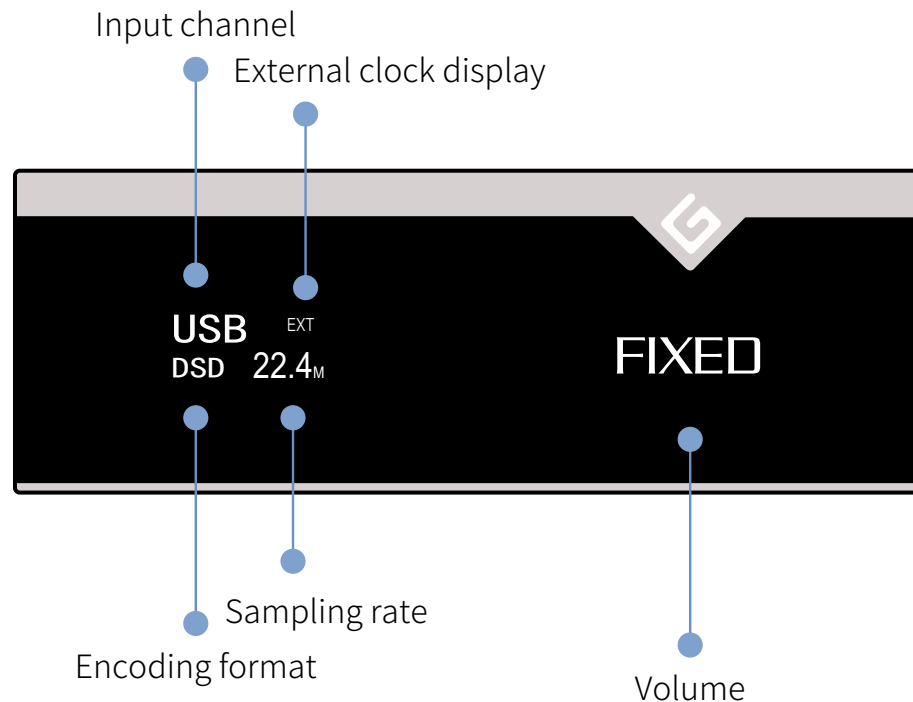 Input channel
External clock display
USB EXT
DSD 22.4M
FIXED
Sampling rate
Encoding format
Volume